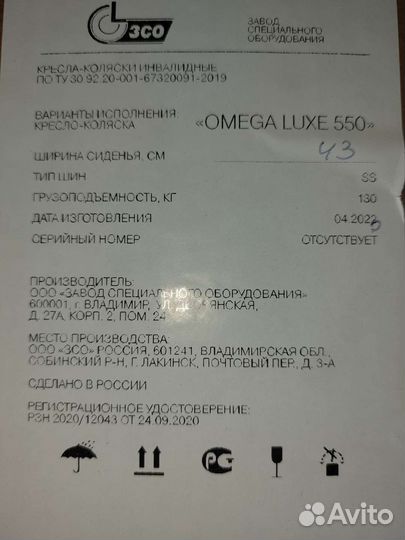 ЗСО
ЗАВОД
СПЕЦИАЛЬНОГО
ОБОРУДОВАНИЯ
КРЕСЛА-КОЛЯСКИ ИНВАЛИДНЫЕ
ПО ТУ 30.92.20-001-67320091-2019
ВАРИАНТЫ ИСПОЛНЕНИЯ:
КРЕСЛО-КОЛЯСКА «OMEGA LUXE 550»
ШИРИНА СИДЕНЬЯ, СМ 43
ТИП ШИН SS
ГРУЗОПОДЪЕМНОСТЬ, КГ 130
ДАТА ИЗГОТОВЛЕНИЯ 04.2022
СЕРИЙНЫЙ НОМЕР ОТСУТСТВУЕТ
ПРОИЗВОДИТЕЛЬ:
ООО «ЗАВОД СПЕЦИАЛЬНОГО ОБОРУДОВАНИЯ»
600001, г. ВЛАДИМИР, УЛ. ДВОРЯНСКАЯ,
Д. 27А, КОРП. 2, ПОМ. 24
МЕСТО ПРОИЗВОДСТВА:
ООО «ЗСО» РОССИЯ, 601241, ВЛАДИМИРСКАЯ ОБЛ.,
СОБИНСКИЙ Р-Н, Г. ЛАКИНСК, ПОЧТОВЫЙ ПЕР., Д. 3-А
СДЕЛАНО В РОССИИ
РЕГИСТРАЦИОННОЕ УДОСТОВЕРЕНИЕ:
РЗН 2020/12043 ОТ 24.09.2020
РСТ
Avito